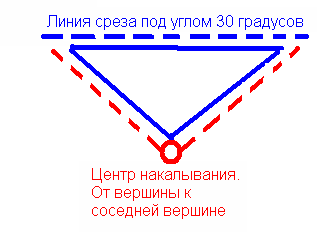 Линия среза под углом 30 градусов
Центр накалывания.
От вершины к
соседней вершине